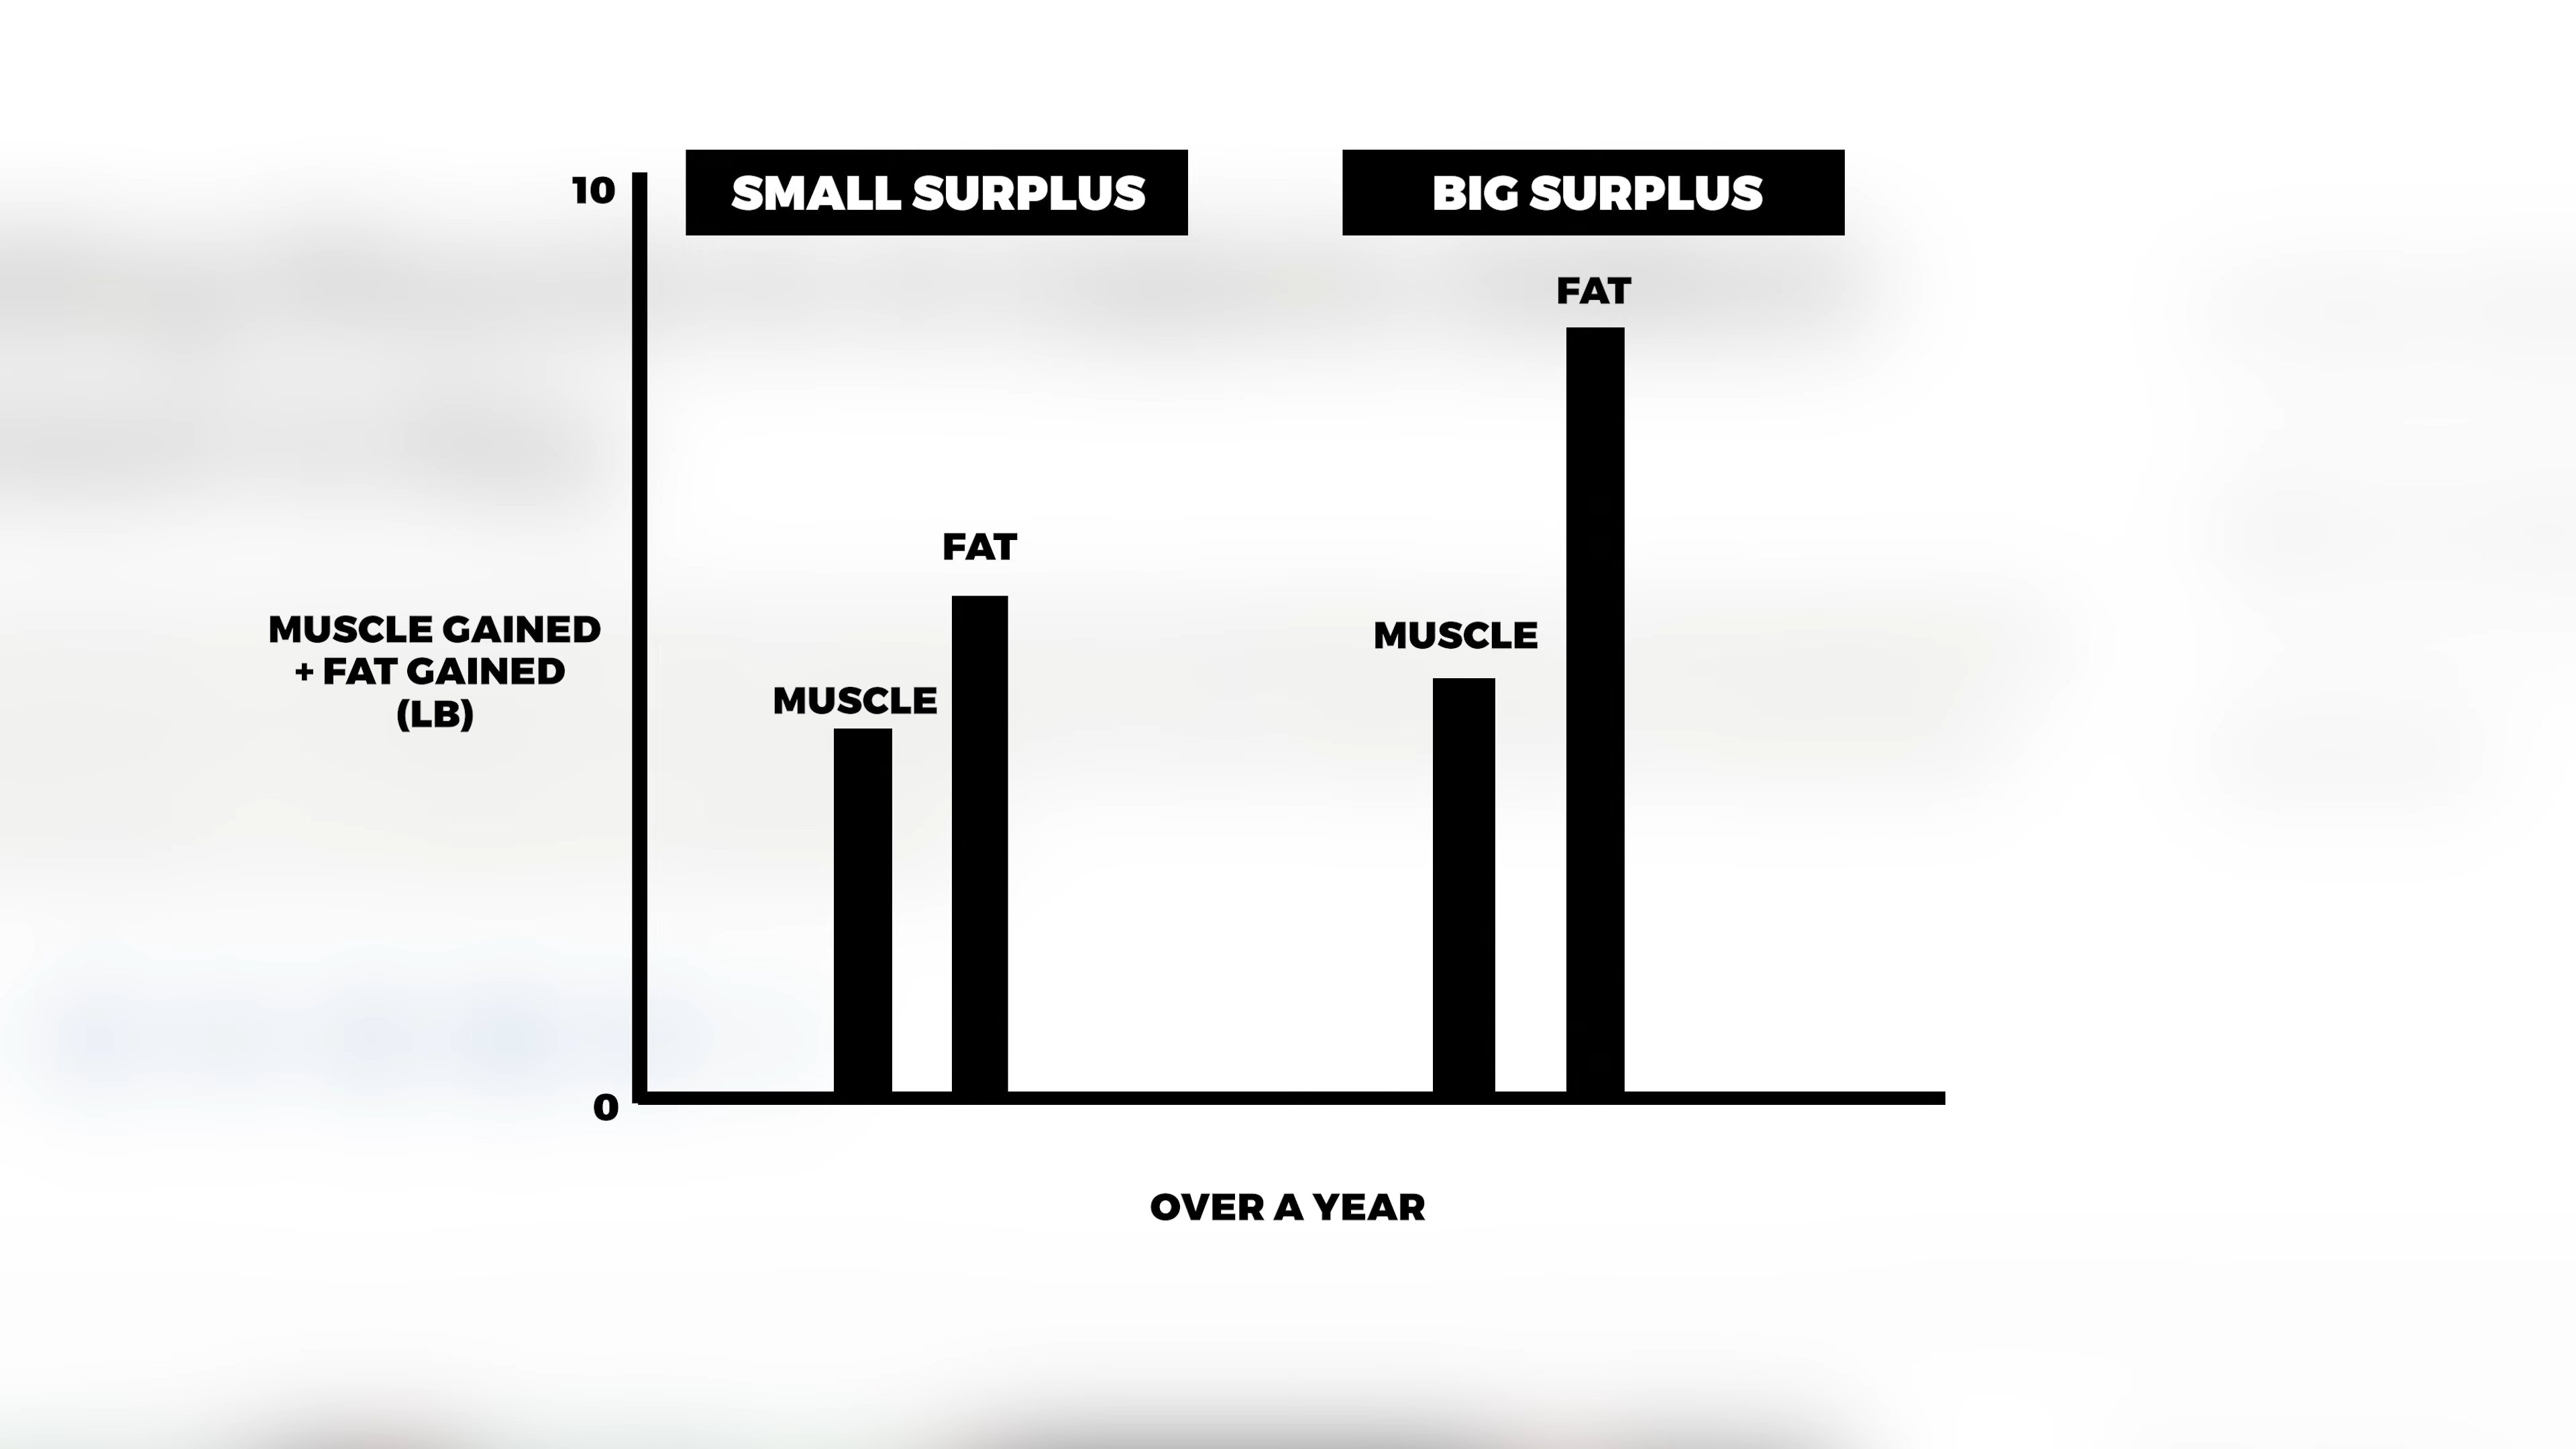 10
SMALL SURPLUS
BIG SURPLUS
FAT
FAT
MUSCLE GAINED
+ FAT GAINED
(LB)
MUSCLE
MUSCLE
0
OVER A YEAR